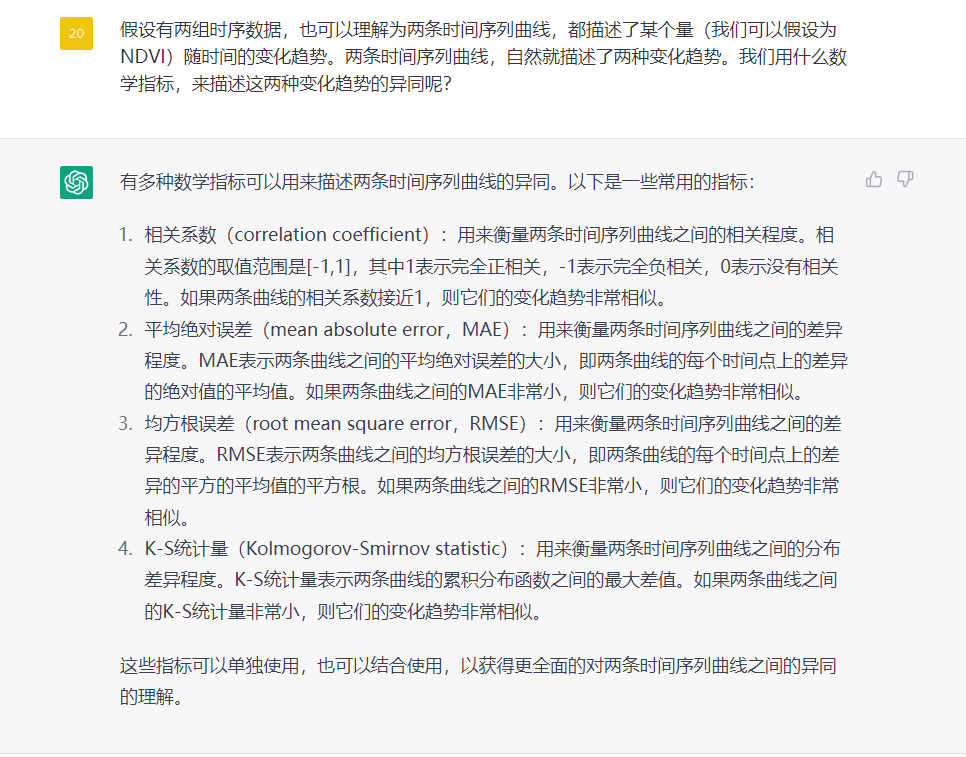 20
假设有两组时序数据，也可以理解为两条时间序列曲线，都描述了某个量（我们可以假设为
NDVI）随时间的变化趋势。两条时间序列曲线，自然就描述了两种变化趋势。我们用什么数
学指标，来描述这两种变化趋势的异同呢？
有多种数学指标可以用来描述两条时间序列曲线的异同。以下是一些常用的指标：
1. 相关系数（correlation coefficient）：用来衡量两条时间序列曲线之间的相关程度。相
关系数的取值范围是[-1,1]，其中1表示完全正相关，-1表示完全负相关，0表示没有相关
性。如果两条曲线的相关系数接近1，则它们的变化趋势非常相似。
2. 平均绝对误差（mean absolute error，MAE）：用来衡量两条时间序列曲线之间的差异
程度。MAE表示两条曲线之间的平均绝对误差的大小，即两条曲线的每个时间点上的差异
的绝对值的平均值。如果两条曲线之间的MAE非常小，则它们的变化趋势非常相似。
3. 均方根误差（root mean square error，RMSE）：用来衡量两条时间序列曲线之间的差
异程度。RMSE表示两条曲线之间的均方根误差的大小，即两条曲线的每个时间点上的差
异的平方的平均值的平方根。如果两条曲线之间的RMSE非常小，则它们的变化趋势非常
相似。
4. K-S统计量（Kolmogorov-Smirnov statistic）：用来衡量两条时间序列曲线之间的分布
差异程度。K-S统计量表示两条曲线的累积分布函数之间的最大差值。如果两条曲线之间
的K-S统计量非常小，则它们的变化趋势非常相似。
这些指标可以单独使用，也可以结合使用，以获得更全面的对两条时间序列曲线之间的异同
的理解。